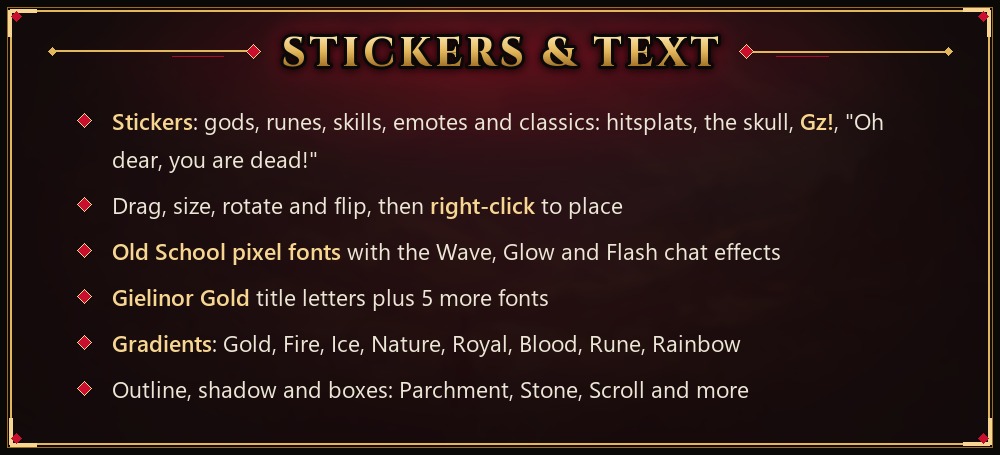 STICKERS & TEXT
Stickers: gods, runes, skills, emotes and classics: hitsplats, the skull, Gz!, "Oh
dear, you are dead!"
Drag, size, rotate and flip, then right-click to place
Old School pixel fonts with the Wave, Glow and Flash chat effects
Gielinor Gold title letters plus 5 more fonts
Gradients: Gold, Fire, Ice, Nature, Royal, Blood, Rune, Rainbow
Outline, shadow and boxes: Parchment, Stone, Scroll and more